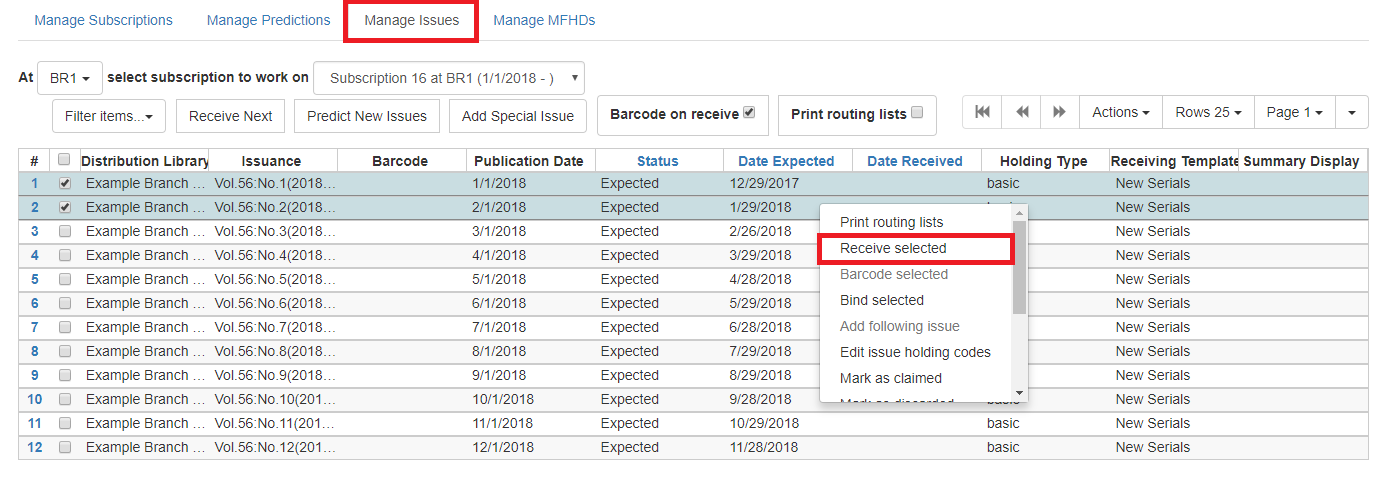 Manage Subscriptions Manage Predictions Manage Issues Manage MFHDs
At BR1 select subscription to work on Subscription 16 at BR1 (1/1/2018 - )
Filter items... Receive Next Predict New Issues Add Special Issue Barcode on receive Print routing lists Actions Rows 25 Page 1
# Distribution Library Issuance Barcode Publication Date Status Date Expected Date Received Holding Type Receiving Template Summary Display
1 Example Branch ... Vol.56:No.1(2018... 1/1/2018 Expected 12/29/2017 basic New Serials
2 Example Branch ... Vol.56:No.2(2018... 2/1/2018 Expected 1/29/2018 New Serials
3 Example Branch ... Vol.56:No.3(2018... 3/1/2018 Expected 2/26/2018 New Serials
4 Example Branch ... Vol.56:No.4(2018... 4/1/2018 Expected 3/29/2018 New Serials
5 Example Branch ... Vol.56:No.5(2018... 5/1/2018 Expected 4/28/2018 New Serials
6 Example Branch ... Vol.56:No.6(2018... 6/1/2018 Expected 5/29/2018 New Serials
7 Example Branch ... Vol.56:No.7(2018... 7/1/2018 Expected 6/28/2018 New Serials
8 Example Branch ... Vol.56:No.8(2018... 8/1/2018 Expected 7/29/2018 New Serials
9 Example Branch ... Vol.56:No.9(2018... 9/1/2018 Expected 8/29/2018 New Serials
10 Example Branch ... Vol.56:No.10(201... 10/1/2018 Expected 9/28/2018 basic New Serials
11 Example Branch ... Vol.56:No.11(201... 11/1/2018 Expected 10/29/2018 basic New Serials
12 Example Branch ... Vol.56:No.12(201... 12/1/2018 Expected 11/28/2018 basic New Serials
Print routing lists
Receive selected
Barcode selected
Bind selected
Add following issue
Edit issue holding codes
Mark as claimed
Mark as discarded